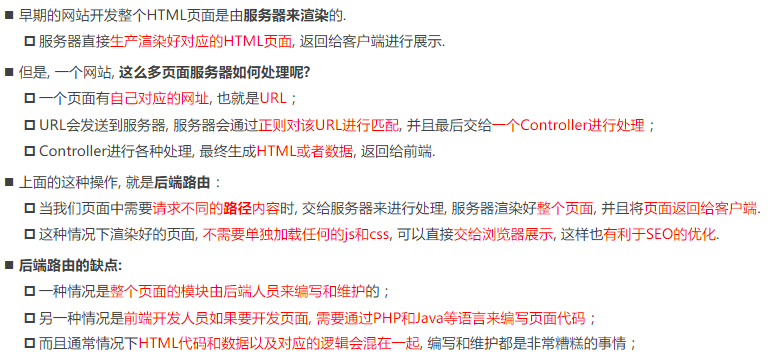 ■ 早期的网站开发整个HTML页面是由服务器来渲染的.
□ 服务器直接生产渲染好对应的HTML页面, 返回给客户端进行展示.
■ 但是, 一个网站, 这么多页面服务器如何处理呢?
□ 一个页面有自己对应的网址, 也就是URL；
□ URL会发送到服务器, 服务器会通过正则对该URL进行匹配, 并且最后交给一个Controller进行处理；
□ Controller进行各种处理, 最终生成HTML或者数据, 返回给前端.
■ 上面的这种操作, 就是后端路由：
□ 当我们页面中需要请求不同的路径内容时, 交给服务器来进行处理, 服务器渲染好整个页面, 并且将页面返回给客户端.
□ 这种情况下渲染好的页面, 不需要单独加载任何的js和css, 可以直接交给浏览器展示, 这样也有利于SEO的优化.
■ 后端路由的缺点:
□ 一种情况是整个页面的模块由后端人员来编写和维护的；
□ 另一种情况是前端开发人员如果要开发页面, 需要通过PHP和Java等语言来编写页面代码；
□ 而且通常情况下HTML代码和数据以及对应的逻辑会混在一起, 编写和维护都是非常糟糕的事情；